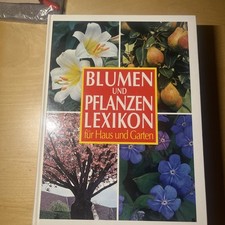 BLUMEN
UND
PFLANZEN
LEXIKON
für Haus und Garten